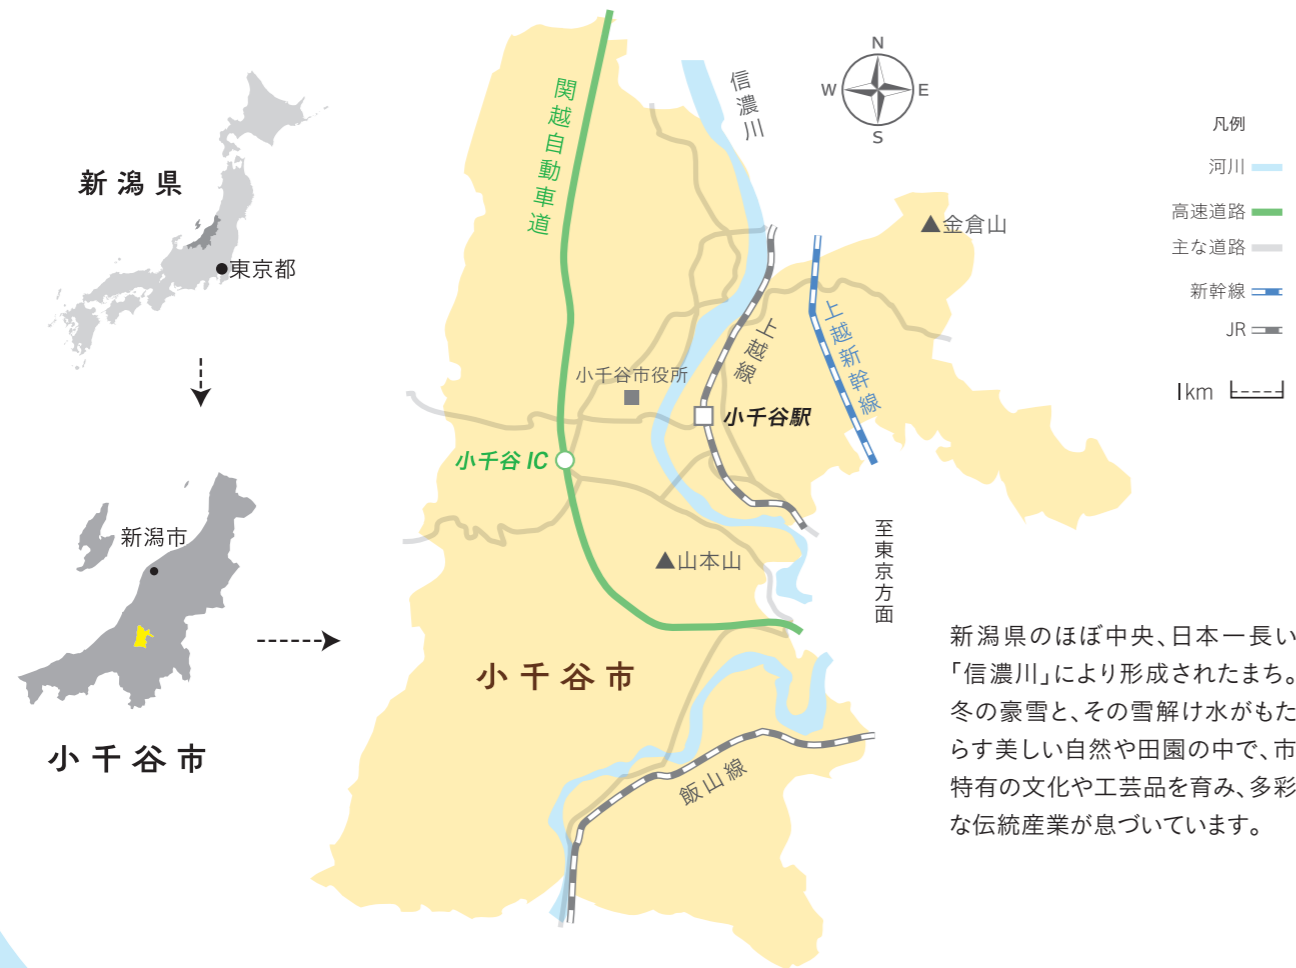 新潟県
東京都
新潟市
小千谷市
関越自動車道
信濃川
N
W
E
S
金倉山
上越線
上越新幹線
小千谷市役所
小千谷駅
小千谷 IC
山本山
至東京方面
小千谷市
飯山線
凡例
河川
高速道路
主な道路
新幹線
JR
1km
新潟県のほぼ中央、日本一長い
「信濃川」により形成されたまち。
冬の豪雪と、その雪解け水がもた
らす美しい自然や田園の中で、市
特有の文化や工芸品を育み、多彩
な伝統産業が息づいています。